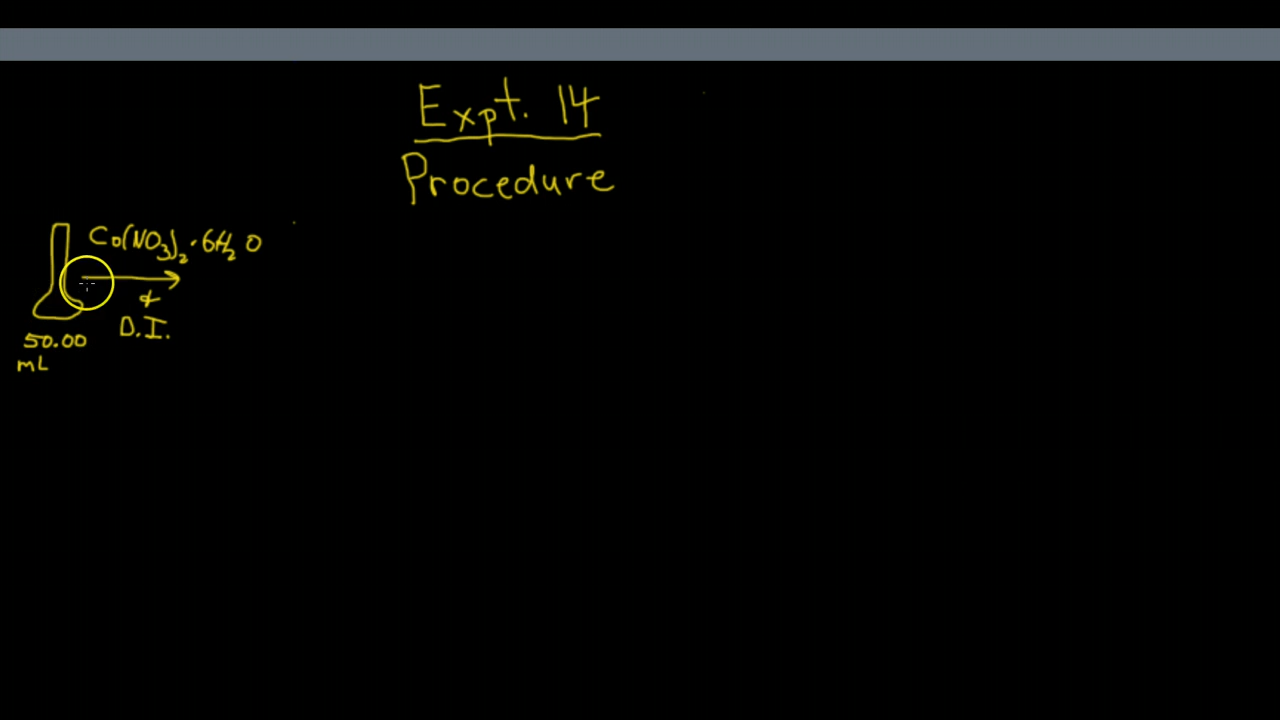 Expt. 14
Procedure
Co(NO3)2·6H2O
&
D.I.
50.00
mL